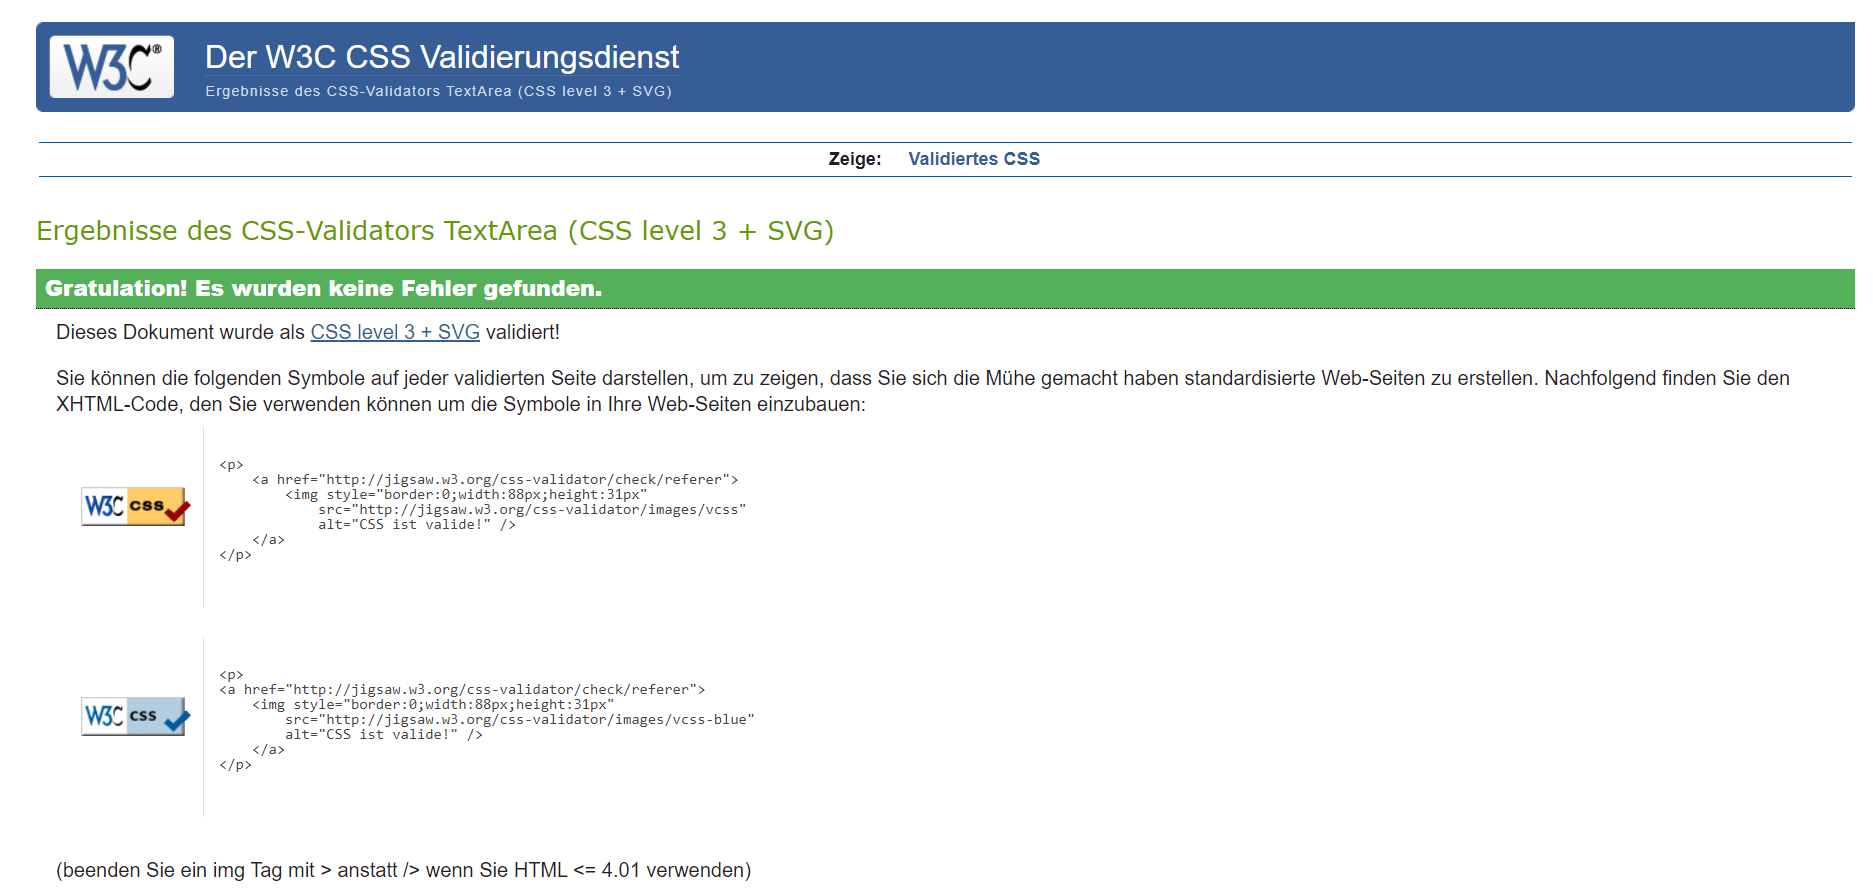 W3C®
Der W3C CSS Validierungsdienst
Ergebnisse des CSS-Validators TextArea (CSS level 3 + SVG)
Zeige: Validiertes CSS
Ergebnisse des CSS-Validators TextArea (CSS level 3 + SVG)
Gratulation! Es wurden keine Fehler gefunden.
Dieses Dokument wurde als CSS level 3 + SVG validiert!
Sie können die folgenden Symbole auf jeder validierten Seite darstellen, um zu zeigen, dass Sie sich die Mühe gemacht haben standardisierte Web-Seiten zu erstellen. Nachfolgend finden Sie den
XHTML-Code, den Sie verwenden können um die Symbole in Ihre Web-Seiten einzubauen:
W3C css
<p>
    <a href="http://jigsaw.w3.org/css-validator/check/referer">
        <img style="border:0;width:88px;height:31px"
            src="http://jigsaw.w3.org/css-validator/images/vcss"
            alt="CSS ist valide!" />
    </a>
</p>
W3C css
<p>
<a href="http://jigsaw.w3.org/css-validator/check/referer">
    <img style="border:0;width:88px;height:31px"
        src="http://jigsaw.w3.org/css-validator/images/vcss-blue"
        alt="CSS ist valide!" />
    </a>
</p>
(beenden Sie ein img Tag mit > anstatt /> wenn Sie HTML <= 4.01 verwenden)